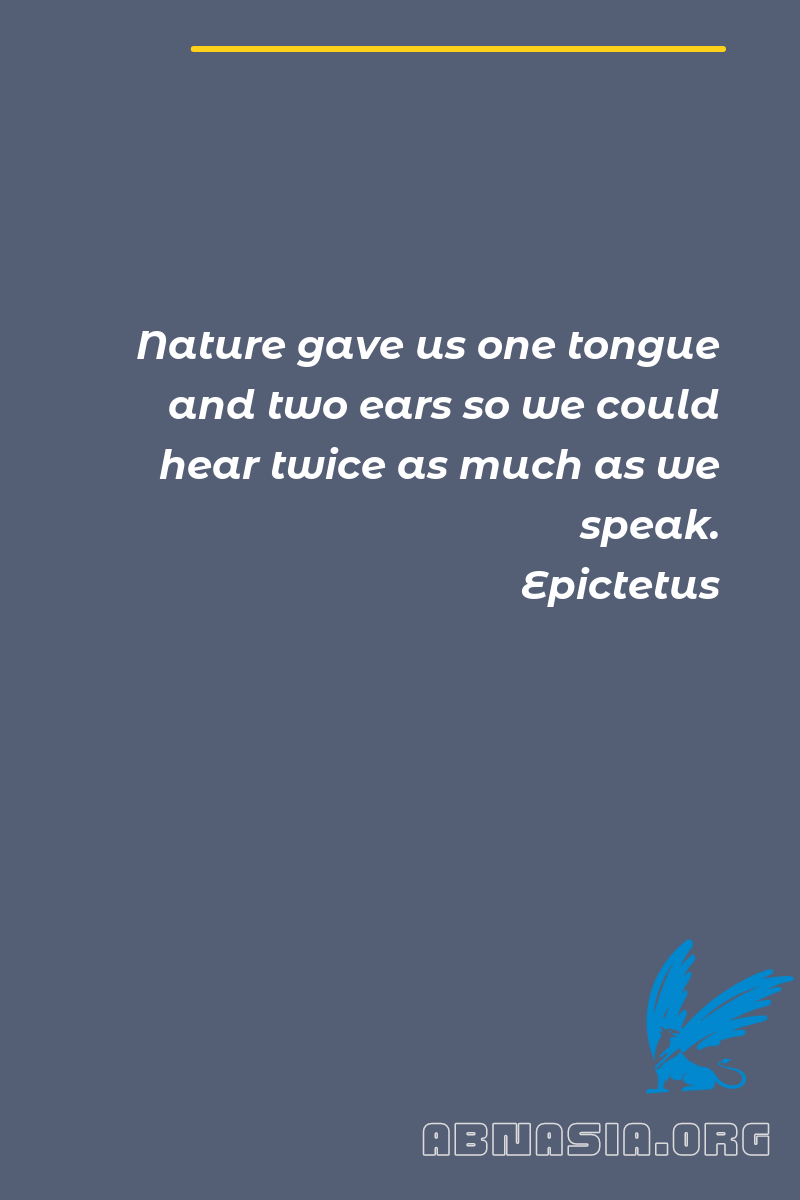 Nature gave us one tongue
and two ears so we could
hear twice as much as we
speak.
Epictetus
ABNASIA.ORG